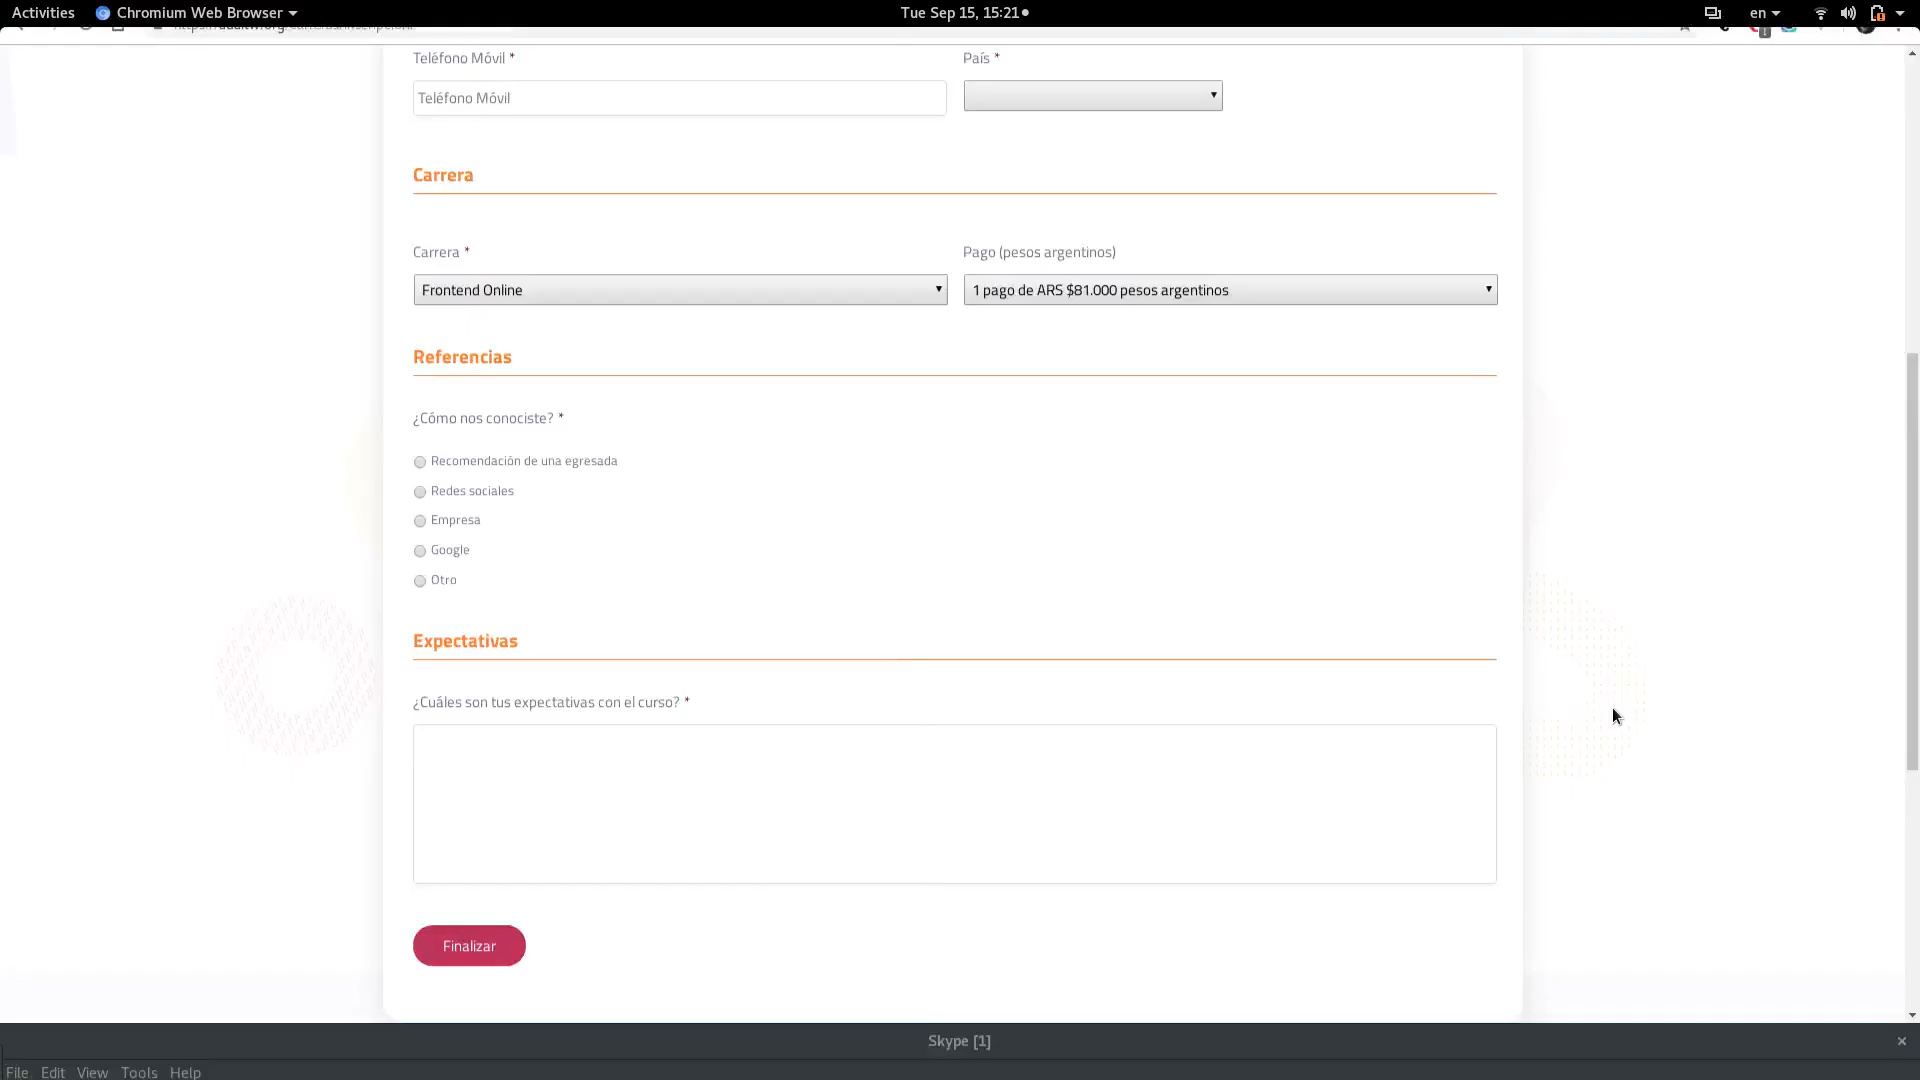 Activities Chromium Web Browser Tue Sep 15, 15:21 en
Teléfono Móvil * País *
Teléfono Móvil
Carrera
Carrera * Pago (pesos argentinos)
Frontend Online 1 pago de ARS $81.000 pesos argentinos
Referencias
¿Cómo nos conociste? *
Recomendación de una egresada
Redes sociales
Empresa
Google
Otro
Expectativas
¿Cuáles son tus expectativas con el curso? *
Finalizar
Skype [1]
File Edit View Tools Help